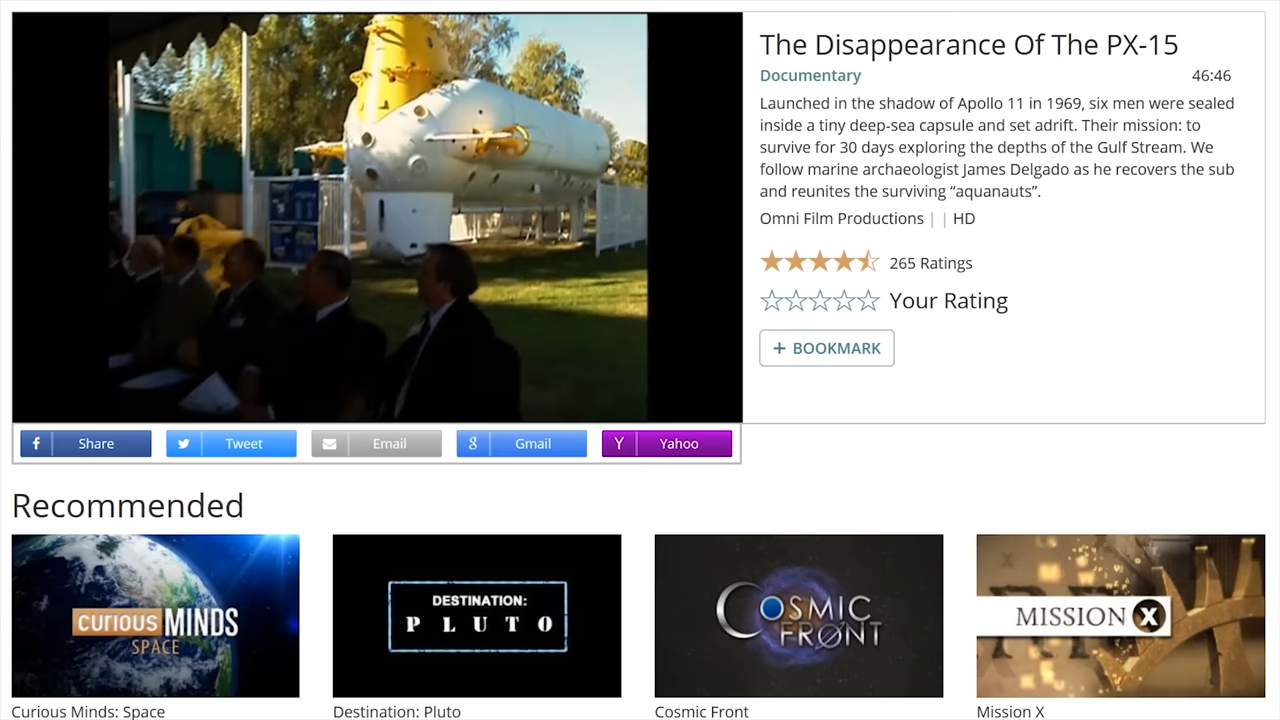 The Disappearance Of The PX-15
Documentary 46:46
Launched in the shadow of Apollo 11 in 1969, six men were sealed
inside a tiny deep-sea capsule and set adrift. Their mission: to
survive for 30 days exploring the depths of the Gulf Stream. We
follow marine archaeologist James Delgado as he recovers the sub
and reunites the surviving “aquanauts”.
Omni Film Productions | | HD
265 Ratings
Your Rating
+ BOOKMARK
f Share
Tweet
Email
g Gmail
Y Yahoo
Recommended
CURIOUS MINDS
SPACE
DESTINATION:
PLUTO
COSMIC
FRØNT
MISSION X
Curious Minds: Space
Destination: Pluto
Cosmic Front
Mission X